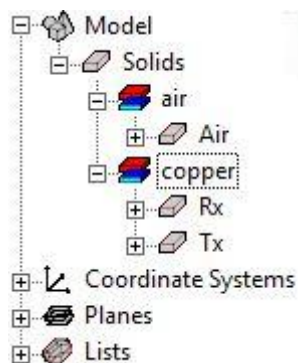 Model
Solids
air
Air
copper
Rx
Tx
Coordinate Systems
Planes
Lists